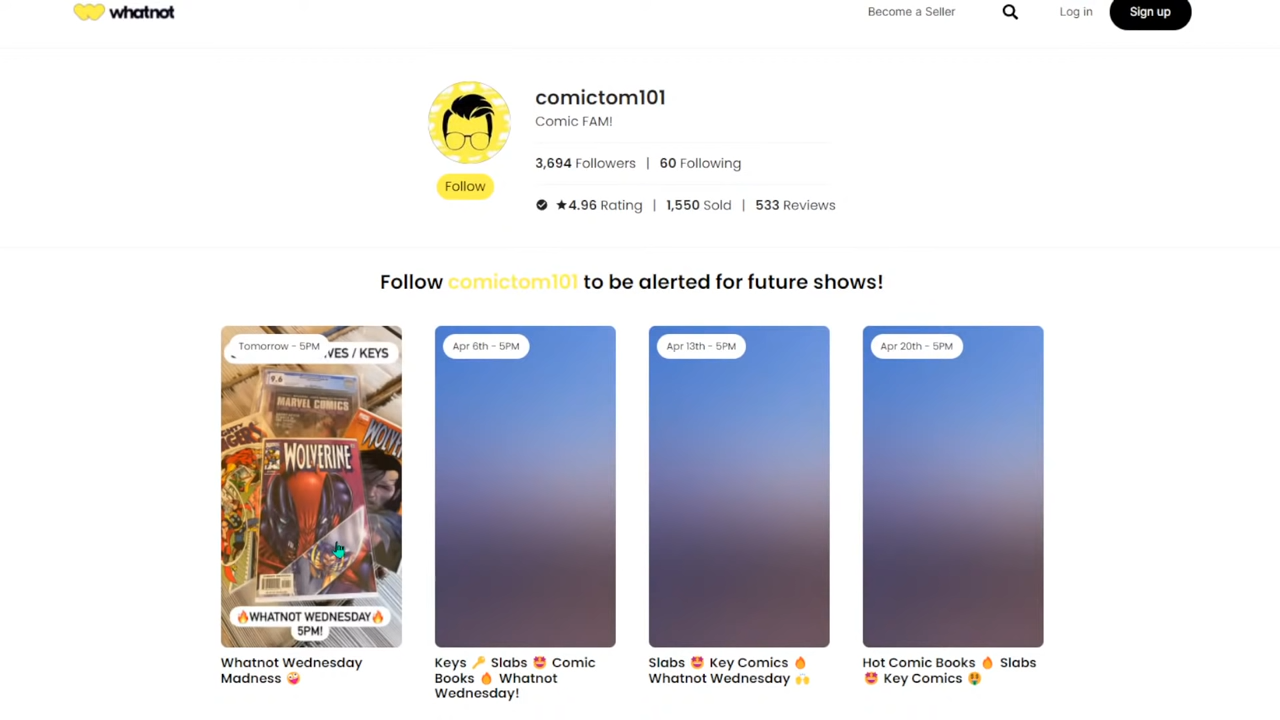 whatnot
Become a Seller
Log in
Sign up
comictom101
Comic FAM!
3,694 Followers | 60 Following
★4.96 Rating | 1,550 Sold | 533 Reviews
Follow
Follow comictom101 to be alerted for future shows!
Tomorrow - 5PM
/ KEYS
9.6
MARVEL COMICS
WOLVERINE
🔥WHATNOT WEDNESDAY🔥
5PM!
Whatnot Wednesday
Madness 🤪
Apr 6th - 5PM
Keys 🔑 Slabs 🤩 Comic
Books 🔥 Whatnot
Wednesday!
Apr 13th - 5PM
Slabs 🤩 Key Comics 🔥
Whatnot Wednesday 🙌
Apr 20th - 5PM
Hot Comic Books 🔥 Slabs
🤩 Key Comics 🤑